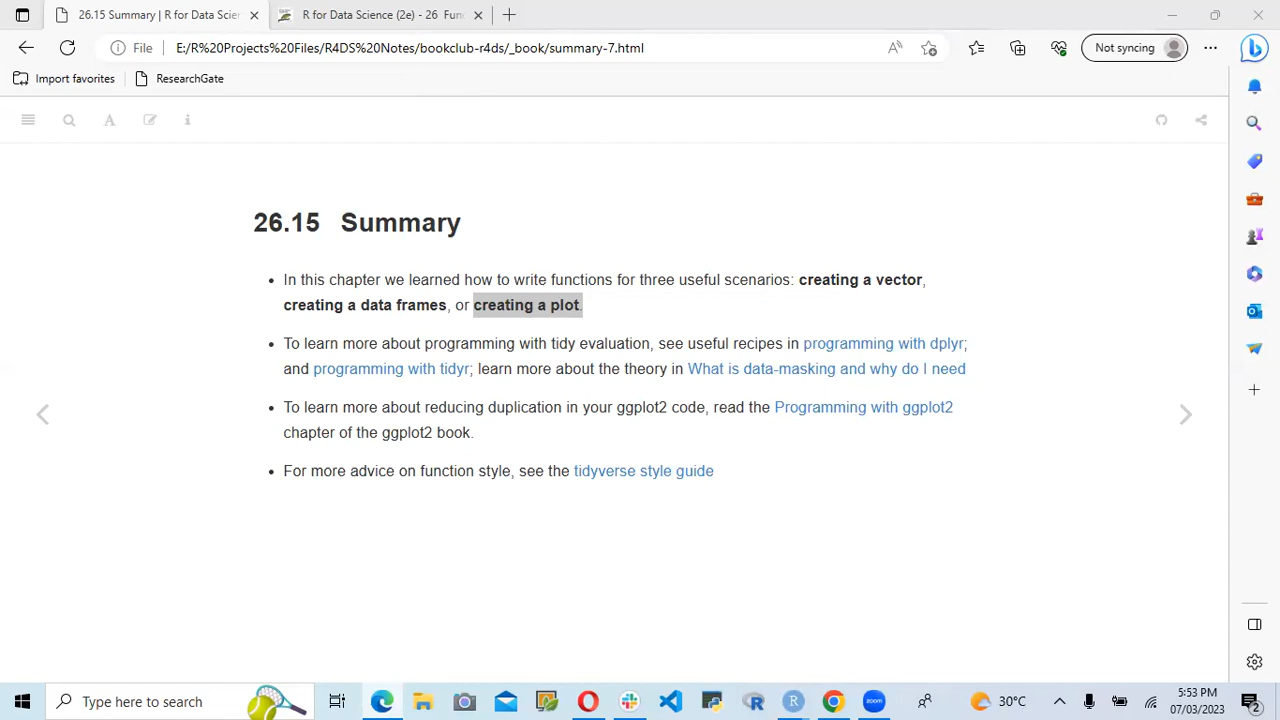 26.15 Summary | R for Data Scien
R for Data Science (2e) - 26 Func
File
E:/R%20Projects%20Files/R4DS%20Notes/bookclub-r4ds/_book/summary-7.html
Not syncing
Import favorites
ResearchGate
26.15 Summary
• In this chapter we learned how to write functions for three useful scenarios: creating a vector,
creating a data frames, or creating a plot.
• To learn more about programming with tidy evaluation, see useful recipes in programming with dplyr;
and programming with tidyr; learn more about the theory in What is data-masking and why do I need
• To learn more about reducing duplication in your ggplot2 code, read the Programming with ggplot2
chapter of the ggplot2 book.
• For more advice on function style, see the tidyverse style guide
Type here to search
zoom
30°C
5:53 PM
07/03/2023
2